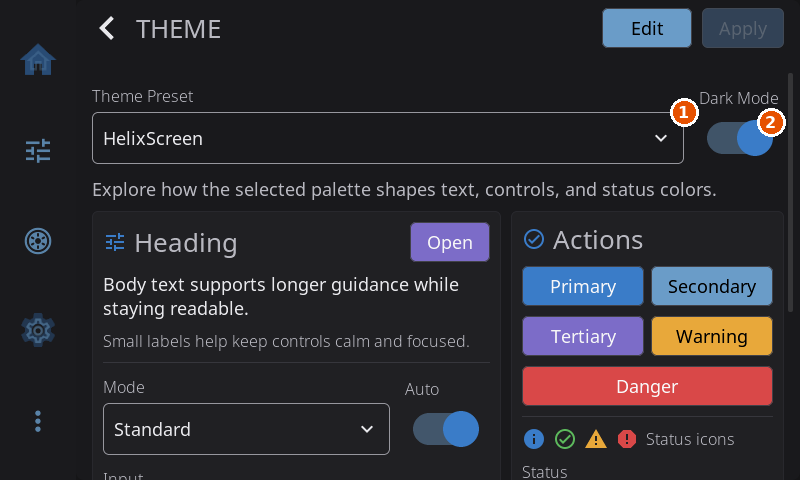 THEME
Edit
Apply
Theme Preset
Dark Mode
1
2
HelixScreen
Explore how the selected palette shapes text, controls, and status colors.
Heading
Open
Body text supports longer guidance while
staying readable.
Small labels help keep controls calm and focused.
Mode
Auto
Standard
Input
Actions
Primary
Secondary
Tertiary
Warning
Danger
Status icons
Status